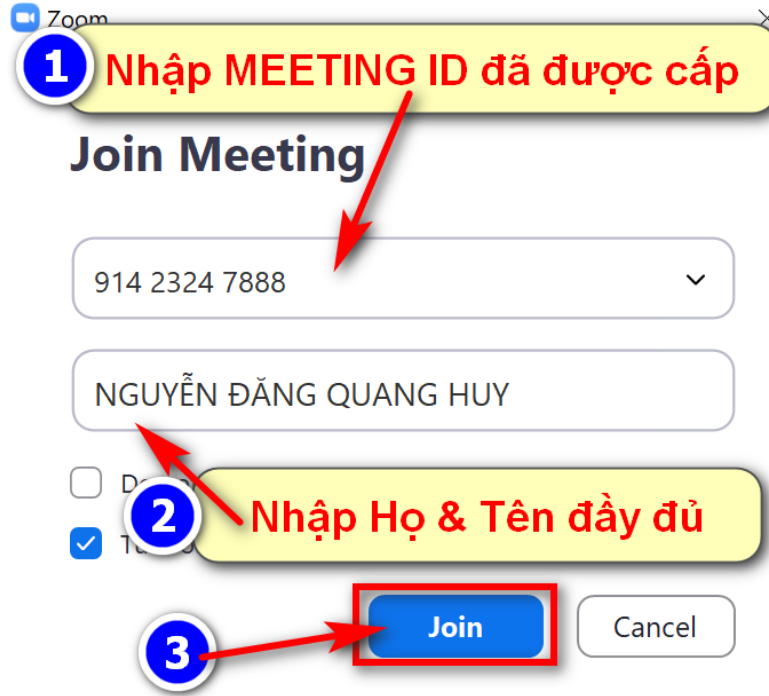 Zoom
1
Nhập MEETING ID đã được cấp
Join Meeting
914 2324 7888
NGUYỄN ĐĂNG QUANG HUY
2
Nhập Họ & Tên đầy đủ
3
Join
Cancel